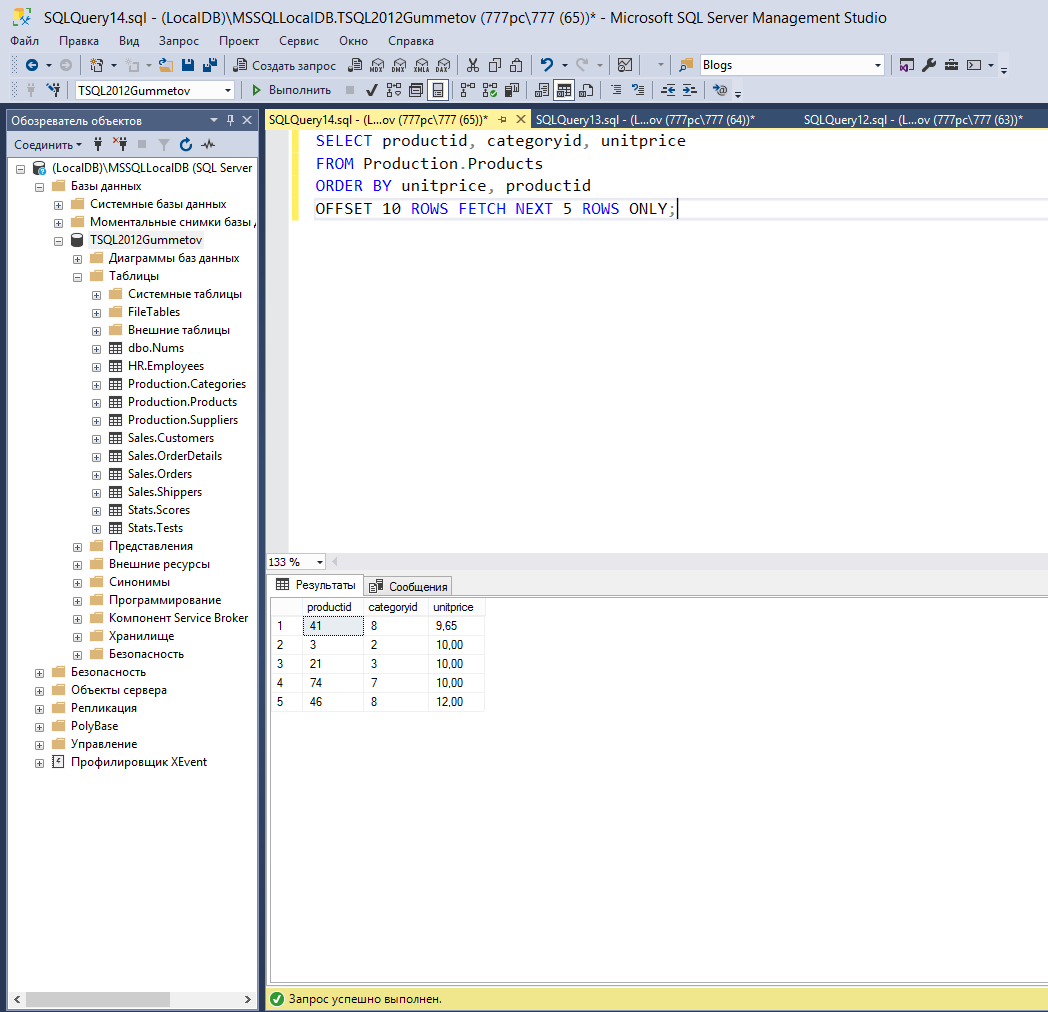 SQLQuery14.sql - (LocalDB)\MSSQLLocalDB.TSQL2012Gummetov (777pc\777 (65))* - Microsoft SQL Server Management Studio
Файл Правка Вид Запрос Проект Сервис Окно Справка
Создать запрос MDX DMX XMLA DAX Blogs
TSQL2012Gummetov Выполнить
Обозреватель объектов
SQLQuery14.sql - (L...ov (777pc\777 (65))* SQLQuery13.sql - (L...ov (777pc\777 (64))* SQLQuery12.sql - (L...ov (777pc\777 (63))*
Соединить
(LocalDB)\MSSQLLocalDB (SQL Server
Базы данных
Системные базы данных
Моментальные снимки базы
TSQL2012Gummetov
Диаграммы баз данных
Таблицы
Системные таблицы
FileTables
Внешние таблицы
dbo.Nums
HR.Employees
Production.Categories
Production.Products
Production.Suppliers
Sales.Customers
Sales.OrderDetails
Sales.Orders
Sales.Shippers
Stats.Scores
Stats.Tests
Представления
Внешние ресурсы
Синонимы
Программирование
Компонент Service Broker
Хранилище
Безопасность
Безопасность
Объекты сервера
Репликация
PolyBase
Управление
Профилировщик XEvent
SELECT productid, categoryid, unitprice
FROM Production.Products
ORDER BY unitprice, productid
OFFSET 10 ROWS FETCH NEXT 5 ROWS ONLY;
133 %
Результаты Сообщения
productid categoryid unitprice
1 41 8 9,65
2 3 2 10,00
3 21 3 10,00
4 74 7 10,00
5 46 8 12,00
Запрос успешно выполнен.